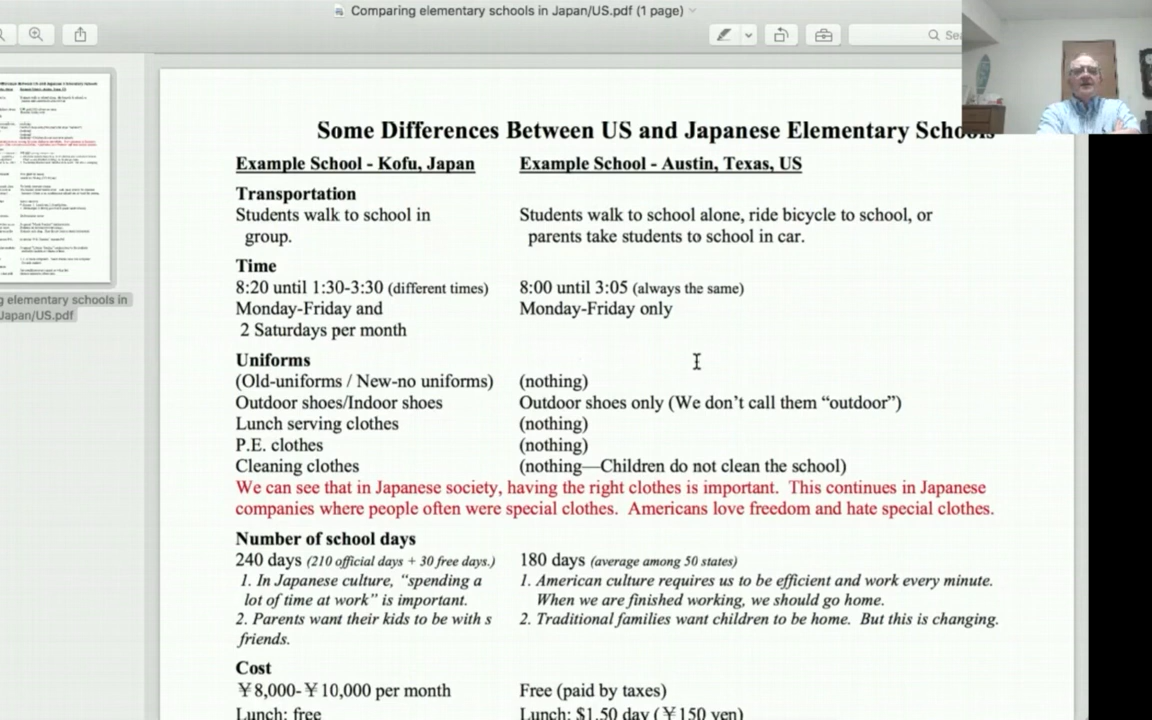 Comparing elementary schools in Japan/US.pdf (1 page)
Some Differences Between US and Japanese Elementary Schools
Example School - Kofu, Japan Example School - Austin, Texas, US
Transportation
Students walk to school in Students walk to school alone, ride bicycle to school, or
group. parents take students to school in car.
Time
8:20 until 1:30-3:30 (different times) 8:00 until 3:05 (always the same)
Monday-Friday and Monday-Friday only
2 Saturdays per month
g elementary schools in
Japan/US.pdf
Uniforms
(Old-uniforms / New-no uniforms) (nothing)
Outdoor shoes/Indoor shoes Outdoor shoes only (We don’t call them “outdoor”)
Lunch serving clothes (nothing)
P.E. clothes (nothing)
Cleaning clothes (nothing—Children do not clean the school)
We can see that in Japanese society, having the right clothes is important. This continues in Japanese
companies where people often were special clothes. Americans love freedom and hate special clothes.
Number of school days
240 days (210 official days + 30 free days.) 180 days (average among 50 states)
1. In Japanese culture, “spending a 1. American culture requires us to be efficient and work every minute.
lot of time at work” is important. When we are finished working, we should go home.
2. Parents want their kids to be with s 2. Traditional families want children to be home. But this is changing.
friends.
Cost
¥8,000-¥10,000 per month Free (paid by taxes)
Lunch: free Lunch: $1.50 day (¥150 yen)